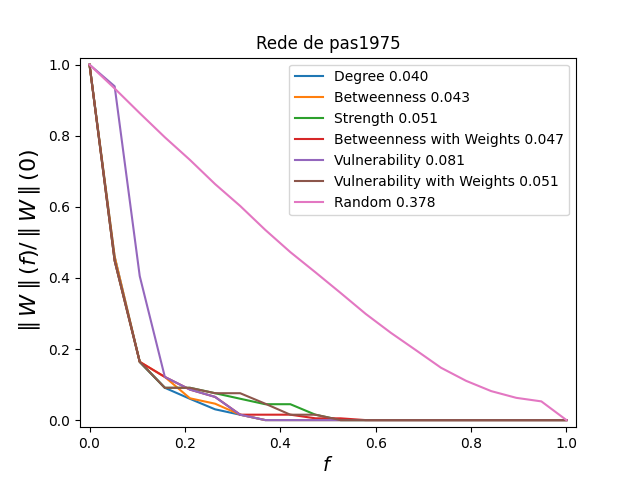 Rede de pas1975
Degree 0.040
Betweenness 0.043
Strength 0.051
Betweenness with Weights 0.047
Vulnerability 0.081
Vulnerability with Weights 0.051
Random 0.378
1.0
0.8
0.6
0.4
0.2
0.0
‖ W ‖ (f)/ ‖ W ‖ (0)
0.0 0.2 0.4 0.6 0.8 1.0
f